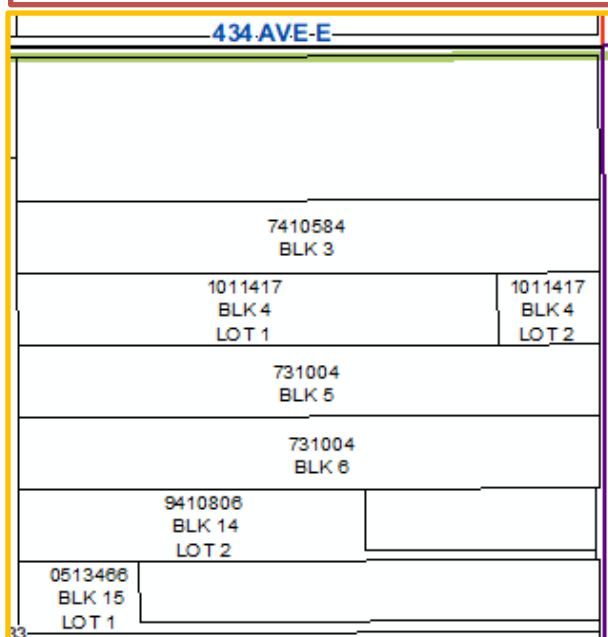 434 AVE E
7410584
BLK 3
1011417
BLK 4
LOT 1
1011417
BLK 4
LOT 2
731004
BLK 5
731004
BLK 6
9410806
BLK 14
LOT 2
0513466
BLK 15
LOT 1
33